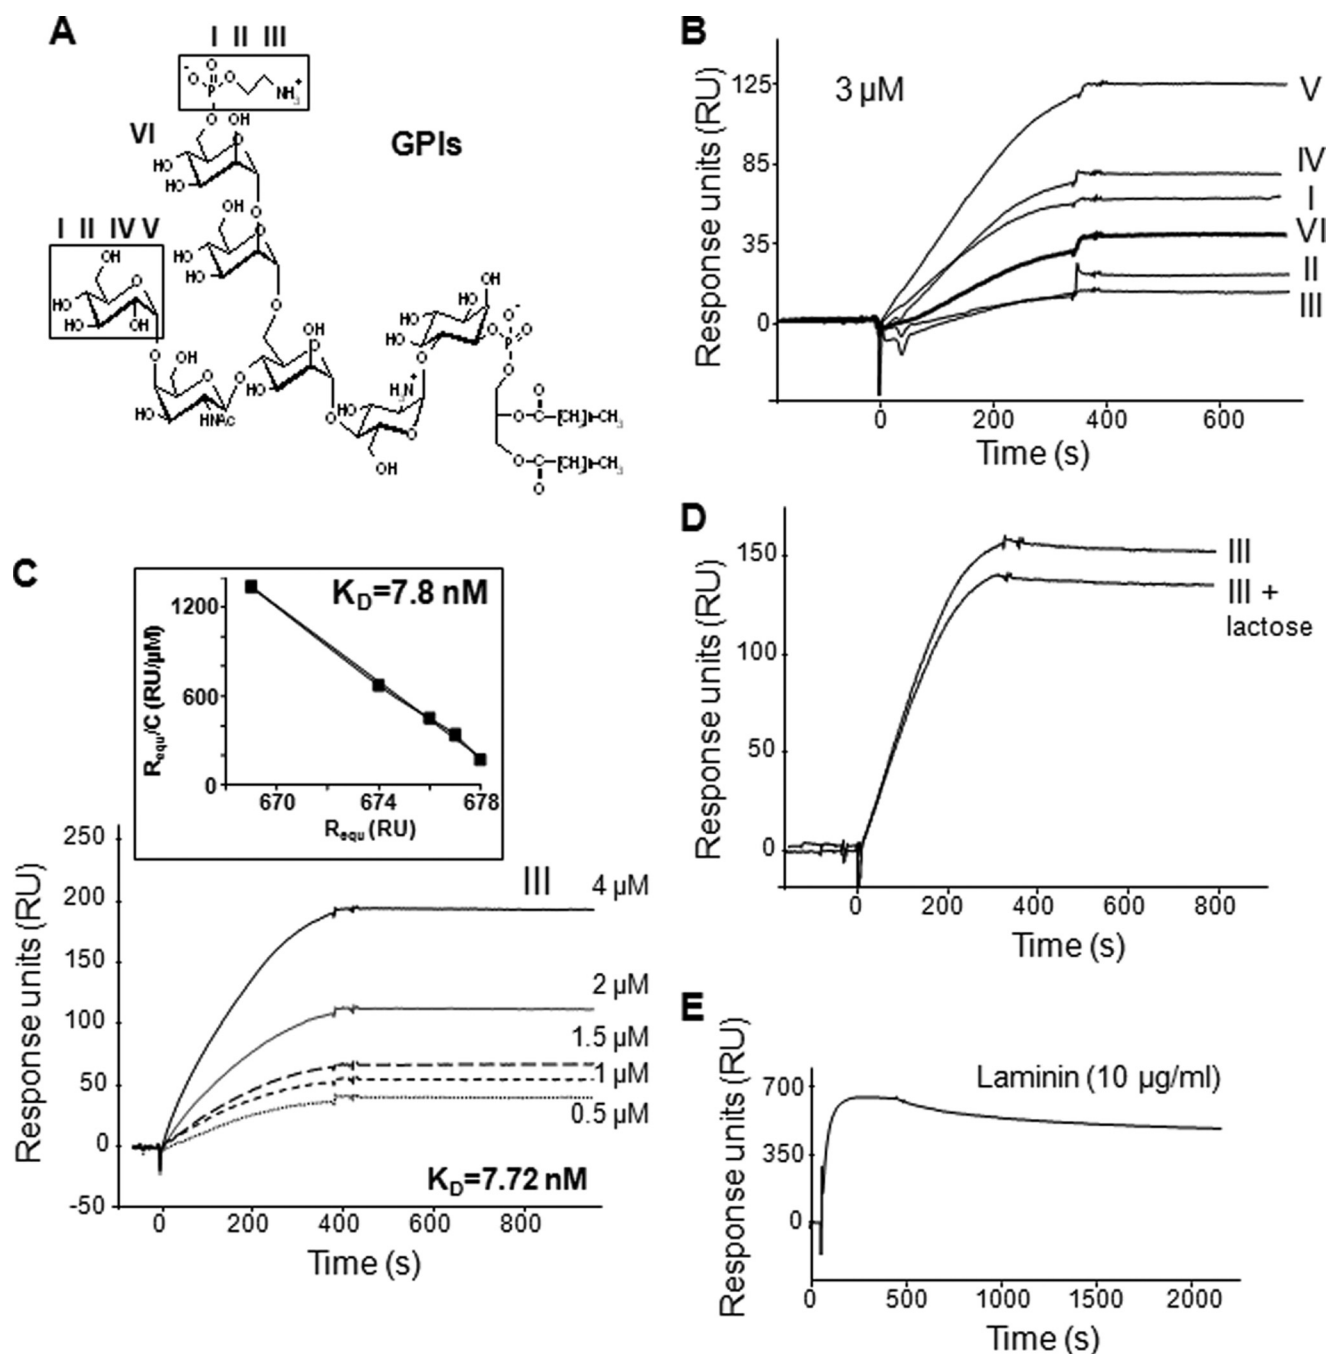 A
I II III
VI
GPIs
I II IV V
B
3 µM
Response units (RU)
125
85
35
0
V
IV
I
VI
II
III
0 200 400 600
Time (s)
C
K_D=7.8 nM
R_equ/C (RU/µM)
1200
600
0
670 674 678
R_equ (RU)
Response units (RU)
250
200
150
100
50
0
-50
III
4 µM
2 µM
1.5 µM
1 µM
0.5 µM
K_D=7.72 nM
0 200 400 600 800
Time (s)
D
Response units (RU)
150
100
50
0
III
III +
lactose
0 200 400 600 800
Time (s)
E
Laminin (10 µg/ml)
Response units (RU)
700
350
0
0 500 1000 1500 2000
Time (s)